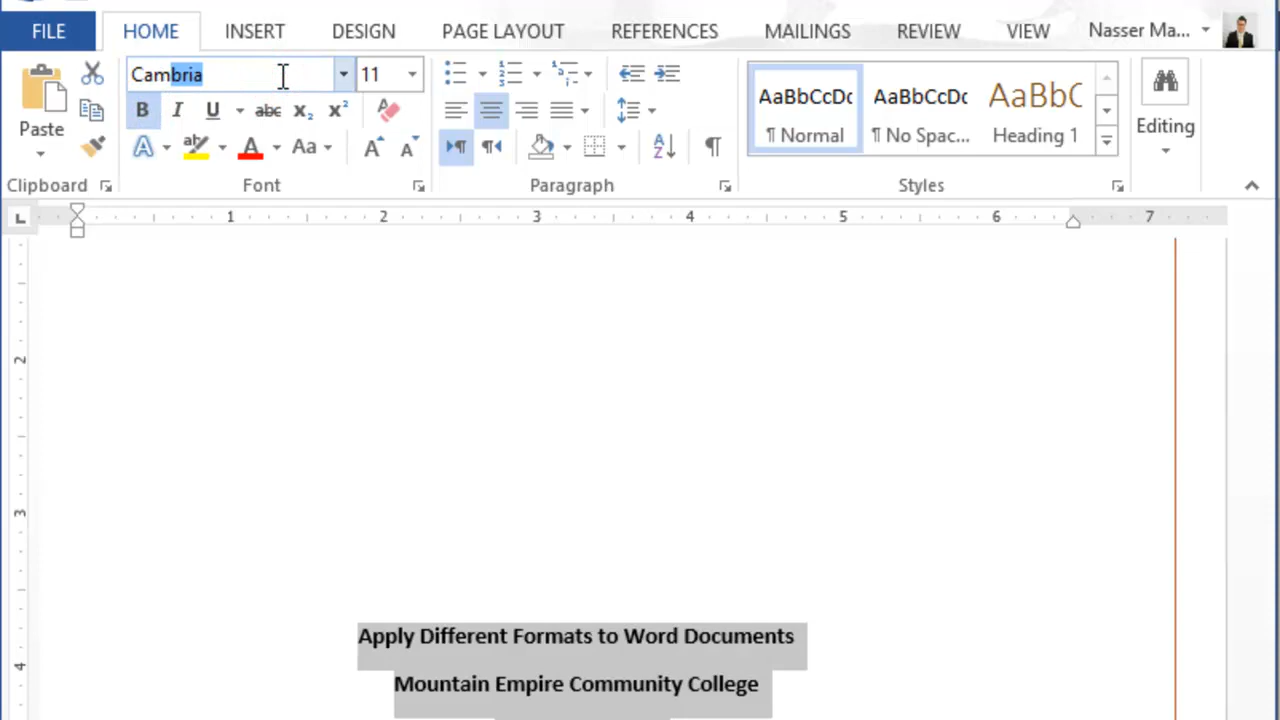 FILE HOME INSERT DESIGN PAGE LAYOUT REFERENCES MAILINGS REVIEW VIEW Nasser Ma...
Cambria 11
B I U abc X₂ X² AaBbCcDc AaBbCcDc AaBbC
Paste A ab A Aa A A A Z ¶ ¶ Normal ¶ No Spac... Heading 1 Editing
Clipboard Font Paragraph Styles
1 2 3 4 5 6 7
2
3
4
Apply Different Formats to Word Documents
Mountain Empire Community College